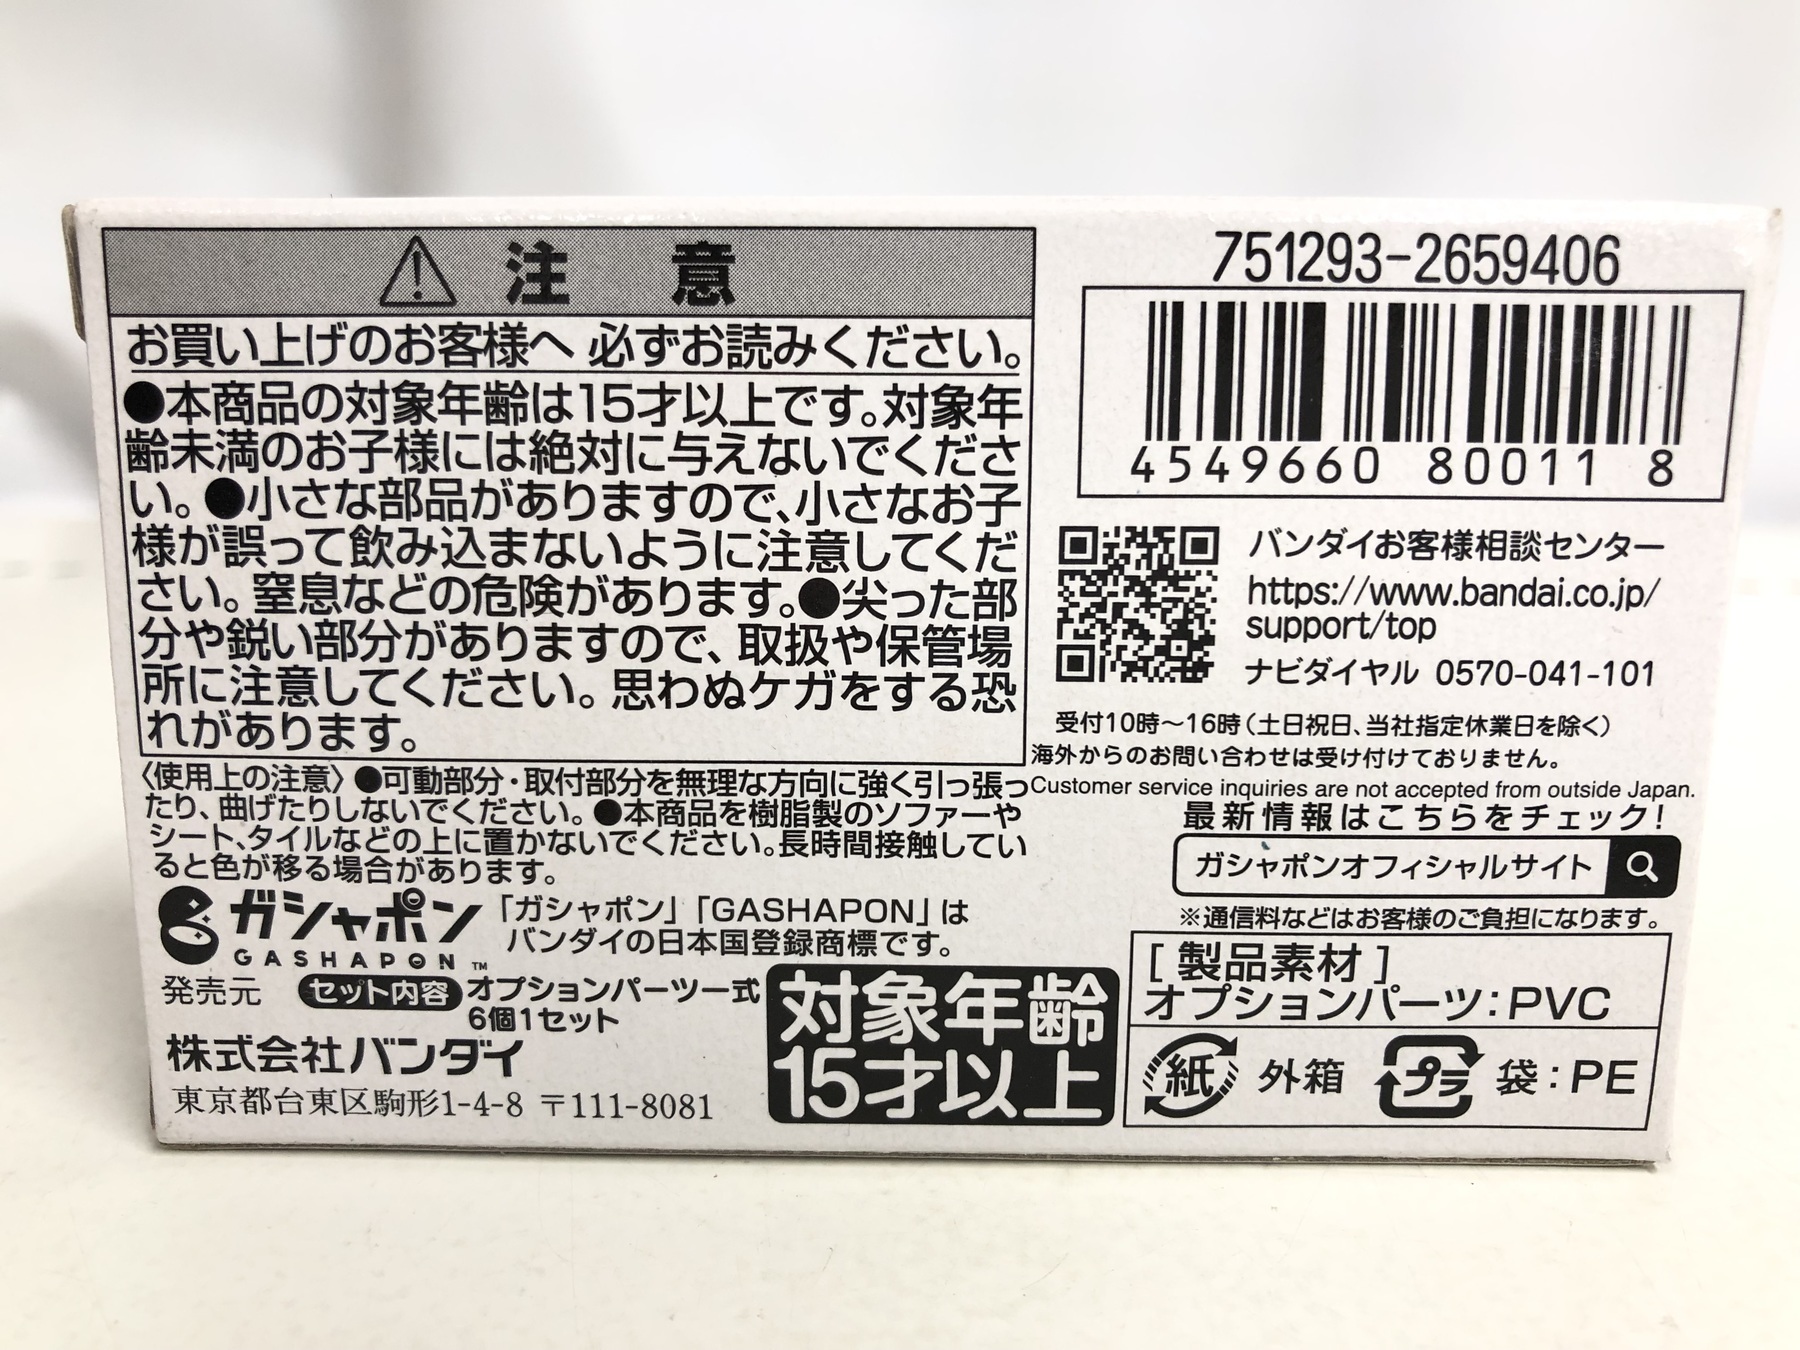 注 意
お買い上げのお客様へ 必ずお読みください。
●本商品の対象年齢は15才以上です。対象年
齢未満のお子様には絶対に与えないでくださ
い。●小さな部品がありますので、小さなお子
様が誤って飲み込まないように注意してくだ
さい。窒息などの危険があります。●尖った部
分や鋭い部分がありますので、取扱や保管場
所に注意してください。思わぬケガをする恐
れがあります。
〈使用上の注意〉●可動部分・取付部分を無理な方向に強く引っ張っ
たり、曲げたりしないでください。●本商品を樹脂製のソファーや
シート、タイルなどの上に置かないでください。長時間接触してい
ると色が移る場合があります。
ガシャポン
GASHAPON™
「ガシャポン」「GASHAPON」は
バンダイの日本国登録商標です。
発売元
セット内容 オプションパーツ一式
6個1セット
株式会社バンダイ
東京都台東区駒形1-4-8 〒111-8081
対象年齢
15才以上
751293-2659406
4549660 80011 8
バンダイお客様相談センター
https://www.bandai.co.jp/
support/top
ナビダイヤル 0570-041-101
受付10時〜16時(土日祝日、当社指定休業日を除く)
海外からのお問い合わせは受け付けておりません。
Customer service inquiries are not accepted from outside Japan.
最新情報はこちらをチェック!
ガシャポンオフィシャルサイト
※通信料などはお客様のご負担になります。
[製品素材]
オプションパーツ:PVC
紙 外箱 プラ 袋:PE